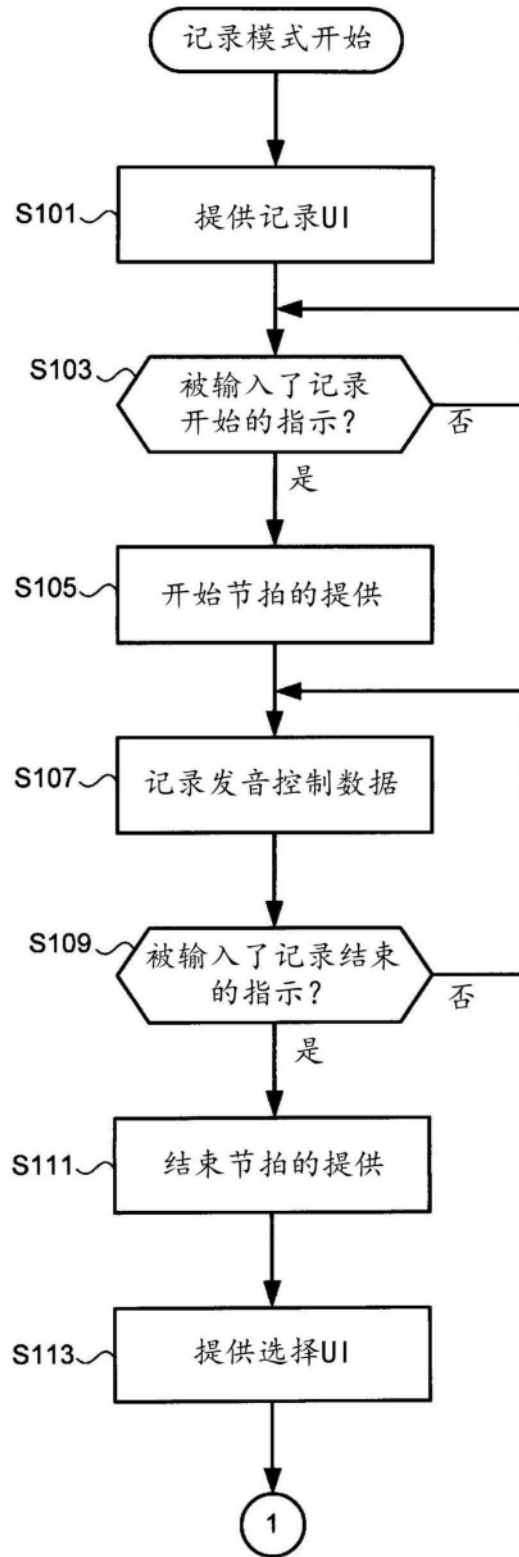 记录模式开始
S101
提供记录UI
S103
被输入了记录
开始的指示?
否
是
S105
开始节拍的提供
S107
记录发音控制数据
S109
被输入了记录结束
的指示?
否
是
S111
结束节拍的提供
S113
提供选择UI
1